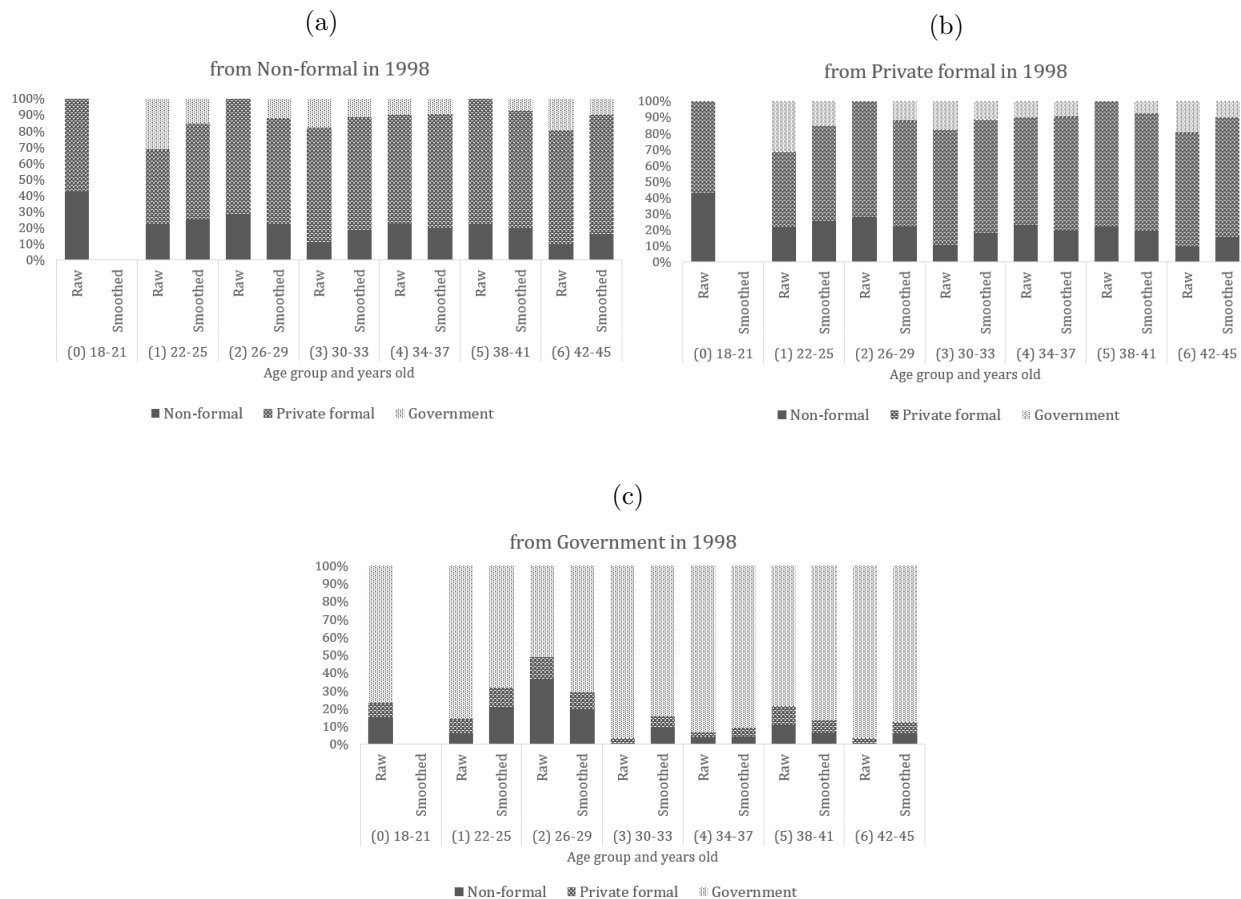 (a)
from Non-formal in 1998
100%
90%
80%
70%
60%
50%
40%
30%
20%
10%
0%
Raw
Smoothed
Raw
Smoothed
Raw
Smoothed
Raw
Smoothed
Raw
Smoothed
Raw
Smoothed
Raw
Smoothed
(0) 18-21 (1) 22-25 (2) 26-29 (3) 30-33 (4) 34-37 (5) 38-41 (6) 42-45
Age group and years old
Non-formal Private formal Government
(b)
from Private formal in 1998
100%
90%
80%
70%
60%
50%
40%
30%
20%
10%
0%
Raw
Smoothed
Raw
Smoothed
Raw
Smoothed
Raw
Smoothed
Raw
Smoothed
Raw
Smoothed
Raw
Smoothed
(0) 18-21 (1) 22-25 (2) 26-29 (3) 30-33 (4) 34-37 (5) 38-41 (6) 42-45
Age group and years old
Non-formal Private formal Government
(c)
from Government in 1998
100%
90%
80%
70%
60%
50%
40%
30%
20%
10%
0%
Raw
Smoothed
Raw
Smoothed
Raw
Smoothed
Raw
Smoothed
Raw
Smoothed
Raw
Smoothed
Raw
Smoothed
(0) 18-21 (1) 22-25 (2) 26-29 (3) 30-33 (4) 34-37 (5) 38-41 (6) 42-45
Age group and years old
Non-formal Private formal Government